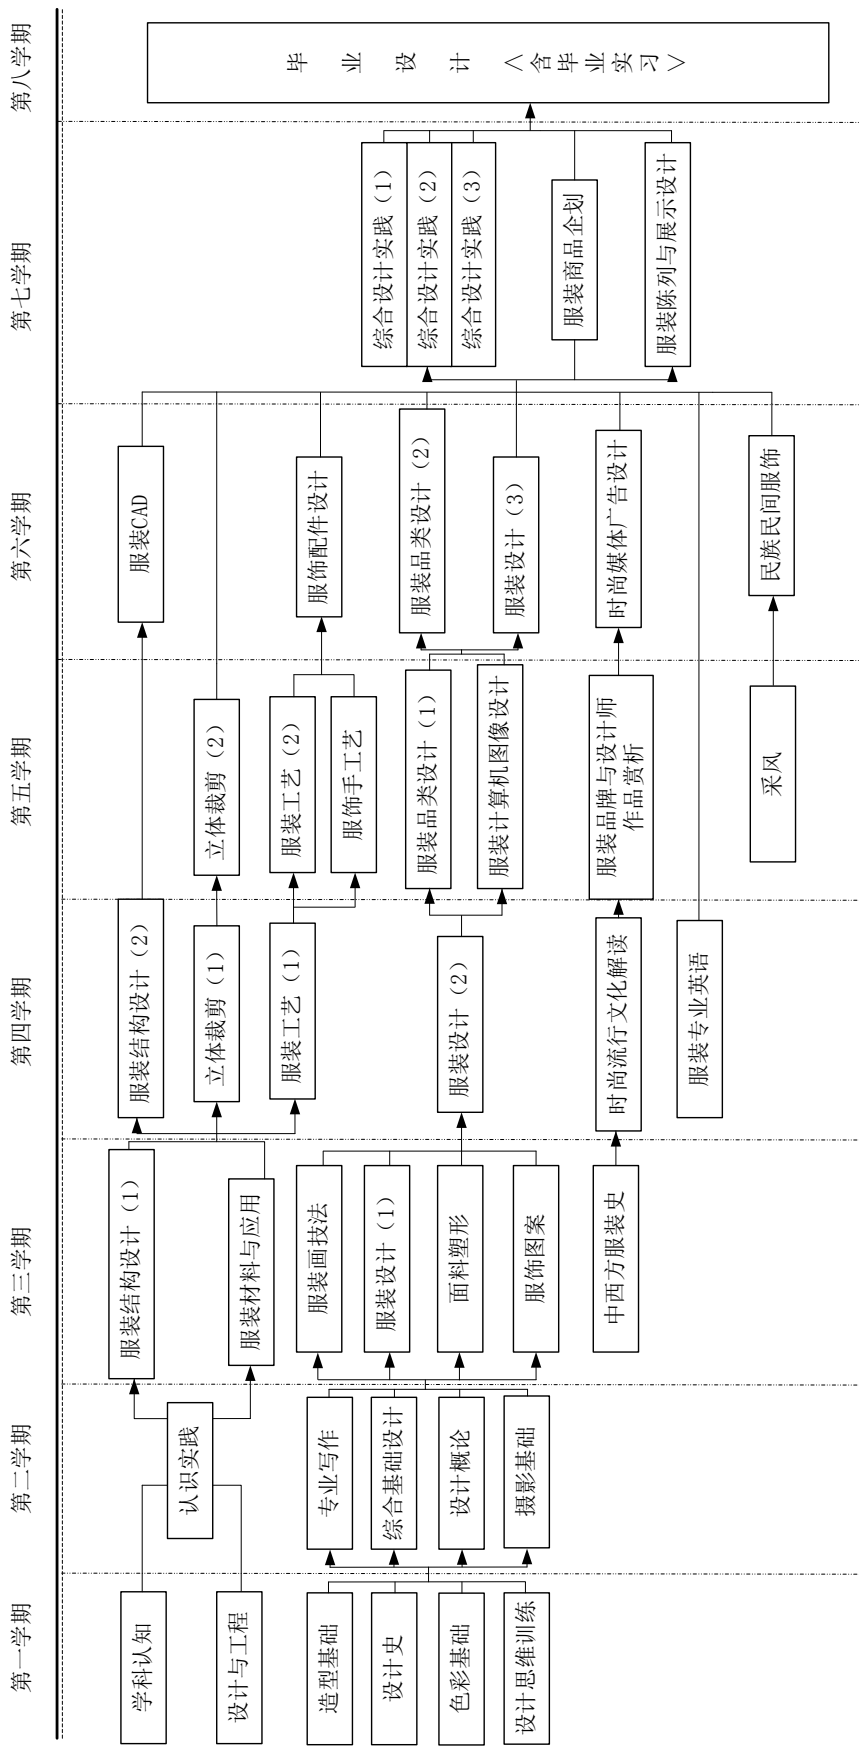 第一学期
第二学期
第三学期
第四学期
第五学期
第六学期
第七学期
第八学期
学科认知
设计与工程
造型基础
设计史
色彩基础
设计思维训练
认识实践
专业写作
综合基础设计
设计概论
摄影基础
服装结构设计（1）
服装材料与应用
服装画技法
服装设计（1）
面料塑形
服饰图案
中西方服装史
服装结构设计（2）
立体裁剪（1）
服装工艺（1）
服装设计（2）
时尚流行文化解读
服装专业英语
立体裁剪（2）
服装工艺（2）
服饰手工艺
服装品类设计（1）
服装计算机图像设计
服装品牌与设计师
作品赏析
采风
服装CAD
服饰配件设计
服装品类设计（2）
服装设计（3）
时尚媒体广告设计
民族民间服饰
综合设计实践（1）
综合设计实践（2）
综合设计实践（3）
服装商品企划
服装陈列与展示设计
毕业设计＜含毕业实习＞